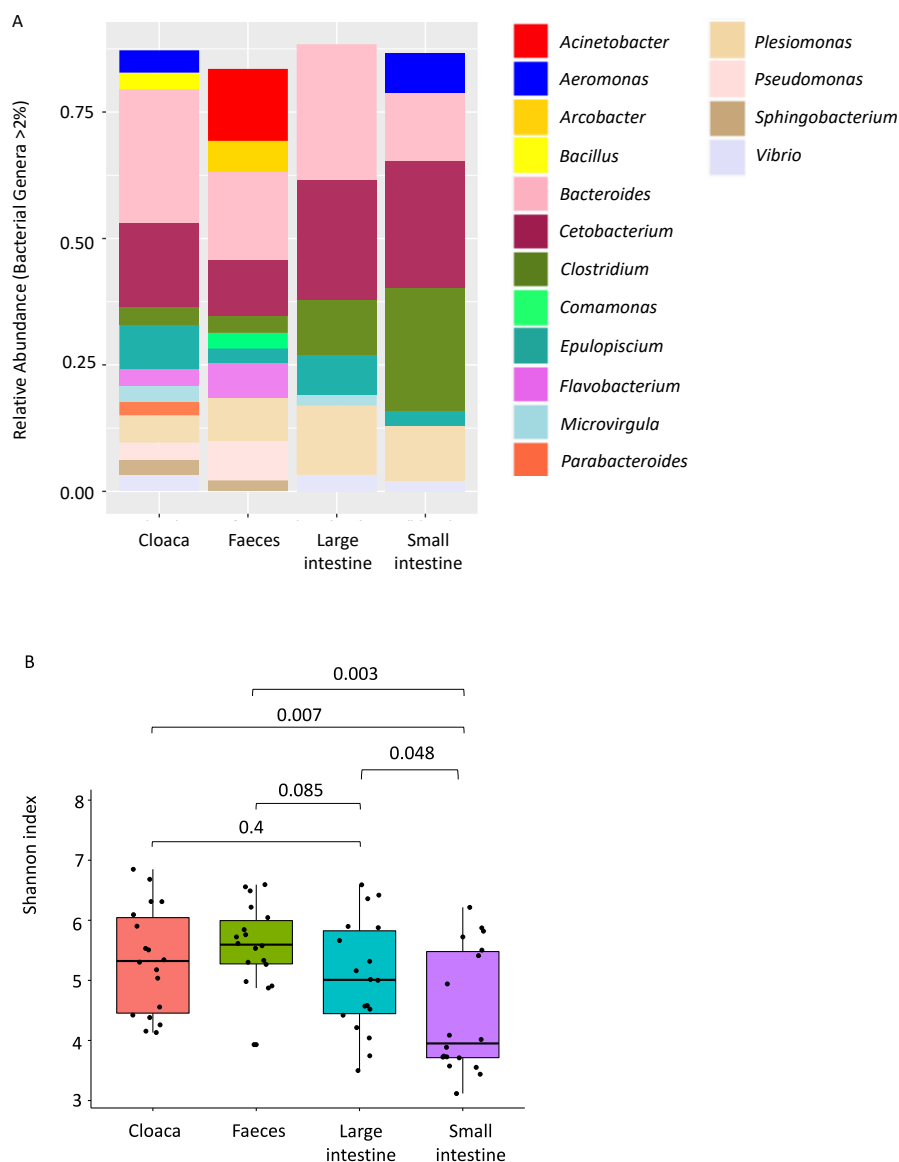 A
Relative Abundance (Bacterial Genera >2%)
0.75
0.50
0.25
0.00
Cloaca
Faeces
Large
intestine
Small
intestine
Acinetobacter
Aeromonas
Arcobacter
Bacillus
Bacteroides
Cetobacterium
Clostridium
Comamonas
Epulopiscium
Flavobacterium
Microvirgula
Parabacteroides
Plesiomonas
Pseudomonas
Sphingobacterium
Vibrio
B
0.003
0.007
0.048
0.085
0.4
Shannon index
8
7
6
5
4
3
Cloaca
Faeces
Large
intestine
Small
intestine